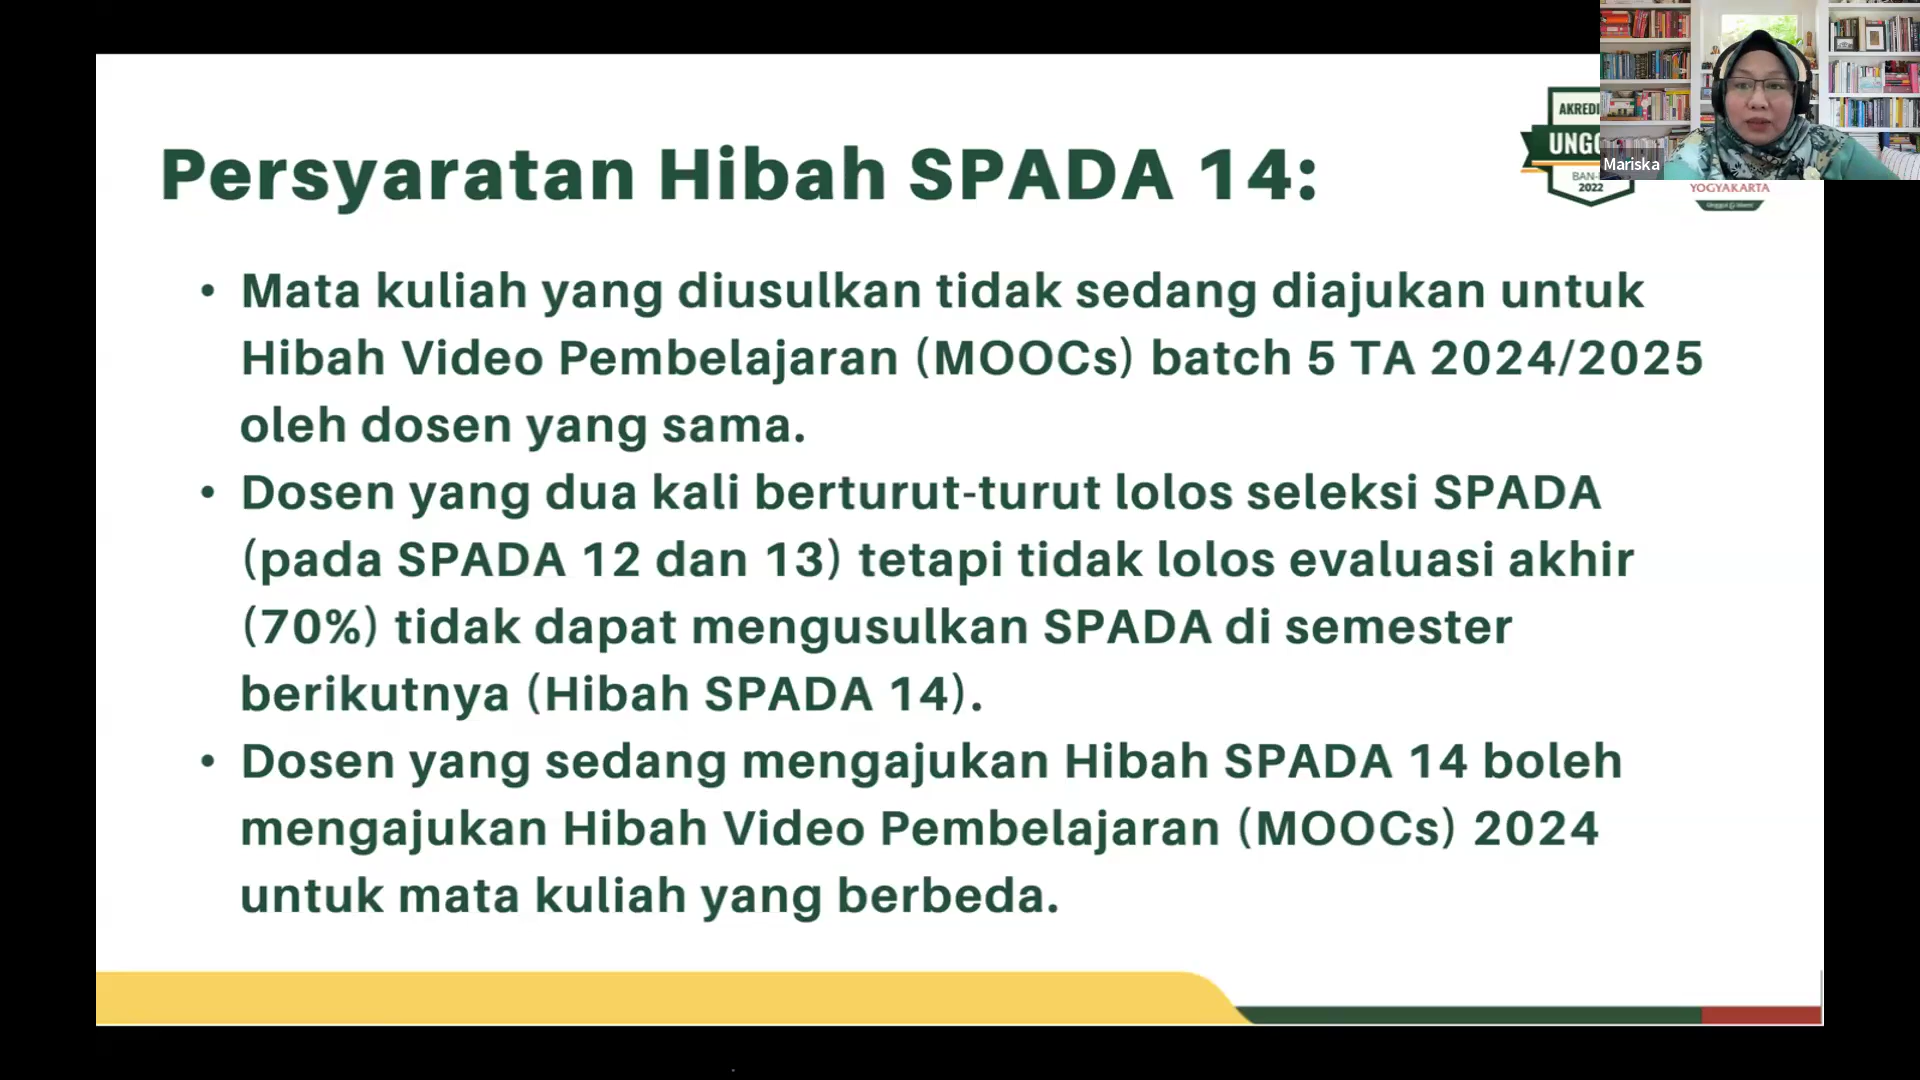 Persyaratan Hibah SPADA 14:
AKREDI
UNGG
BAN-
2022
Mariska
YOGYAKARTA
• Mata kuliah yang diusulkan tidak sedang diajukan untuk
Hibah Video Pembelajaran (MOOCs) batch 5 TA 2024/2025
oleh dosen yang sama.
• Dosen yang dua kali berturut-turut lolos seleksi SPADA
(pada SPADA 12 dan 13) tetapi tidak lolos evaluasi akhir
(70%) tidak dapat mengusulkan SPADA di semester
berikutnya (Hibah SPADA 14).
• Dosen yang sedang mengajukan Hibah SPADA 14 boleh
mengajukan Hibah Video Pembelajaran (MOOCs) 2024
untuk mata kuliah yang berbeda.